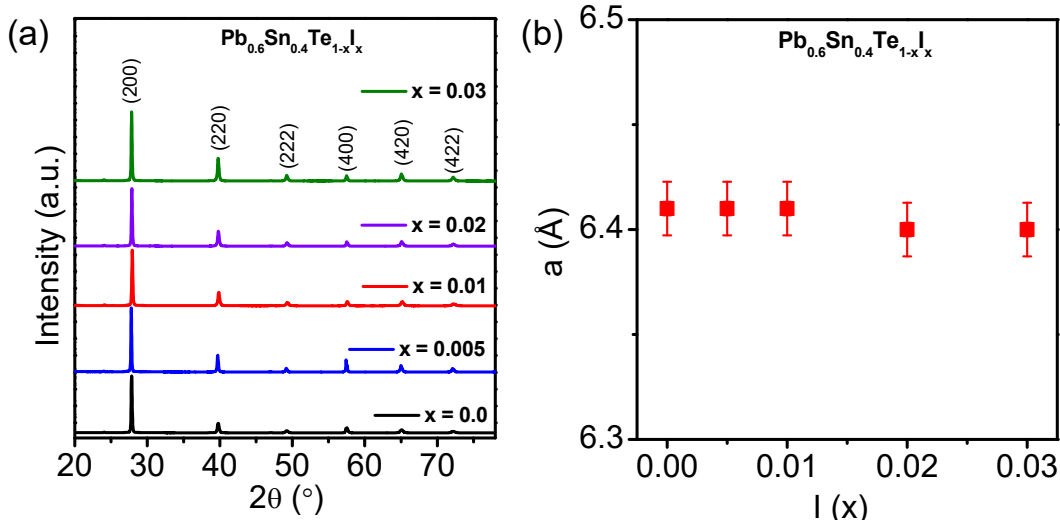 (a)
Pb0.6Sn0.4Te1-xIx
(200)
(220)
(222)
(400)
(420)
(422)
x = 0.03
x = 0.02
x = 0.01
x = 0.005
x = 0.0
Intensity (a.u.)
20 30 40 50 60 70
2θ (°)
(b)
Pb0.6Sn0.4Te1-xIx
6.5
6.4
6.3
a (Å)
0.00 0.01 0.02 0.03
I (x)